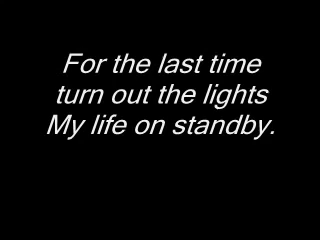 For the last time
turn out the lights
My life on standby.